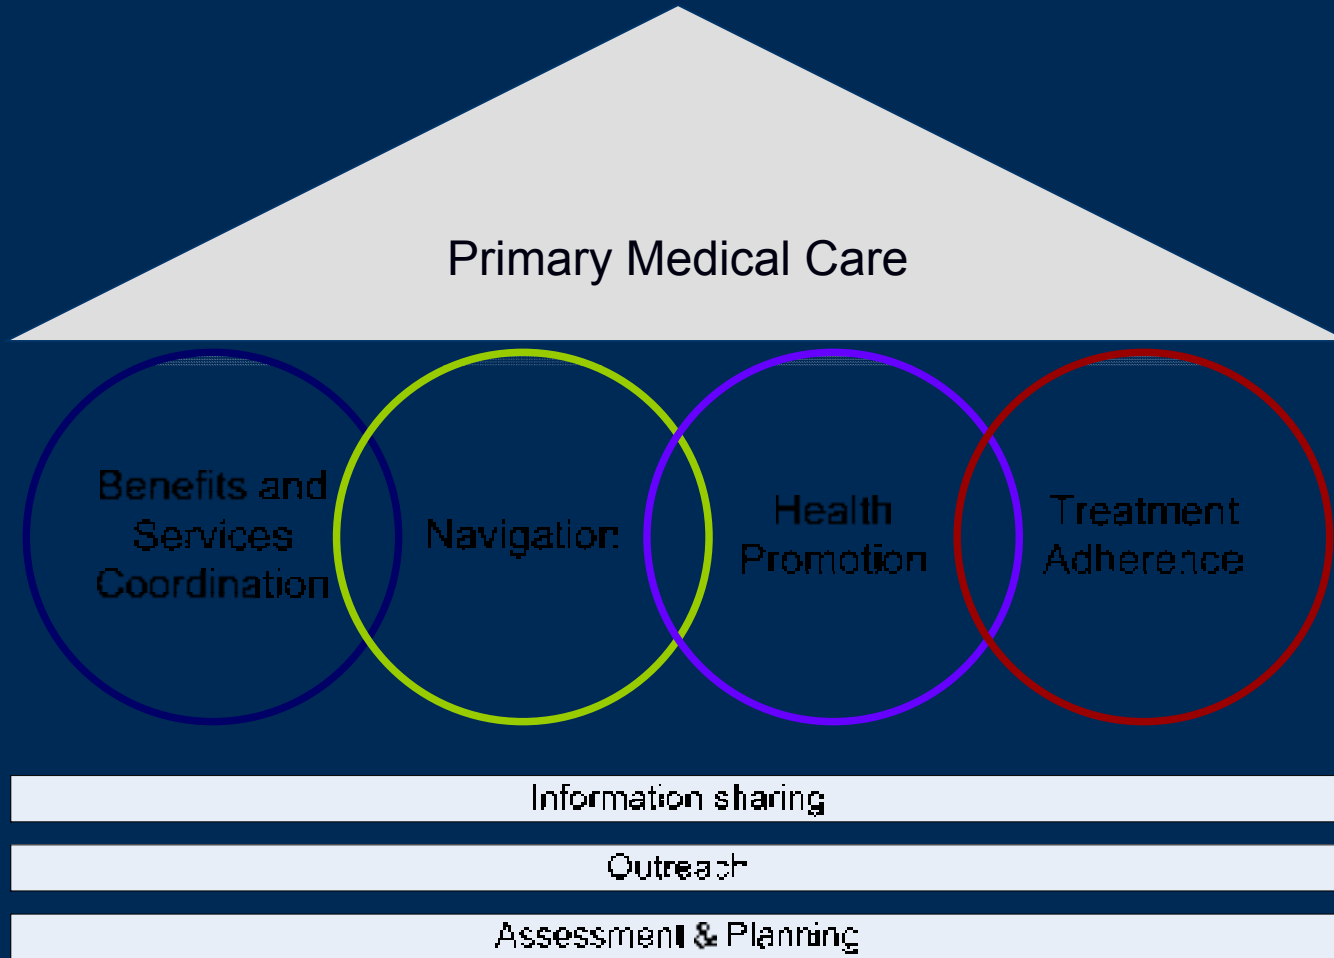 Primary Medical Care
Benefits and
Services
Coordination
Navigation
Health
Promotion
Treatment
Adherence
Information sharing
Outreach
Assessment & Planning